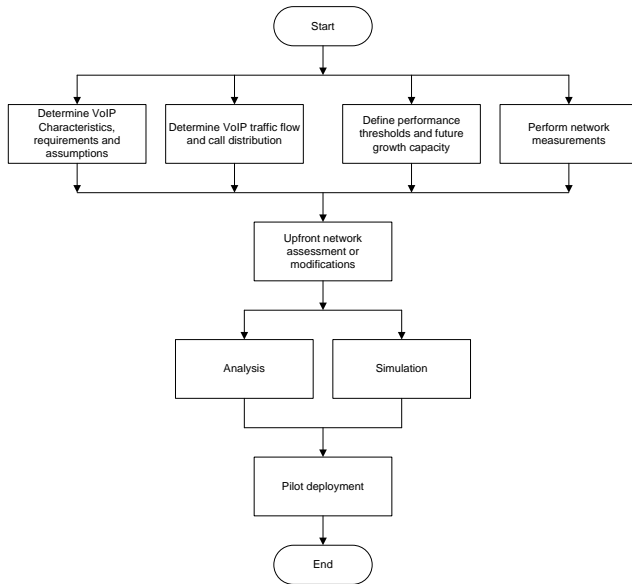 Start
Determine VoIP
Characteristics,
requirements and
assumptions
Determine VoIP traffic flow
and call distribution
Define performance
thresholds and future
growth capacity
Perform network
measurements
Upfront network
assessment or
modifications
Analysis
Simulation
Pilot deployment
End